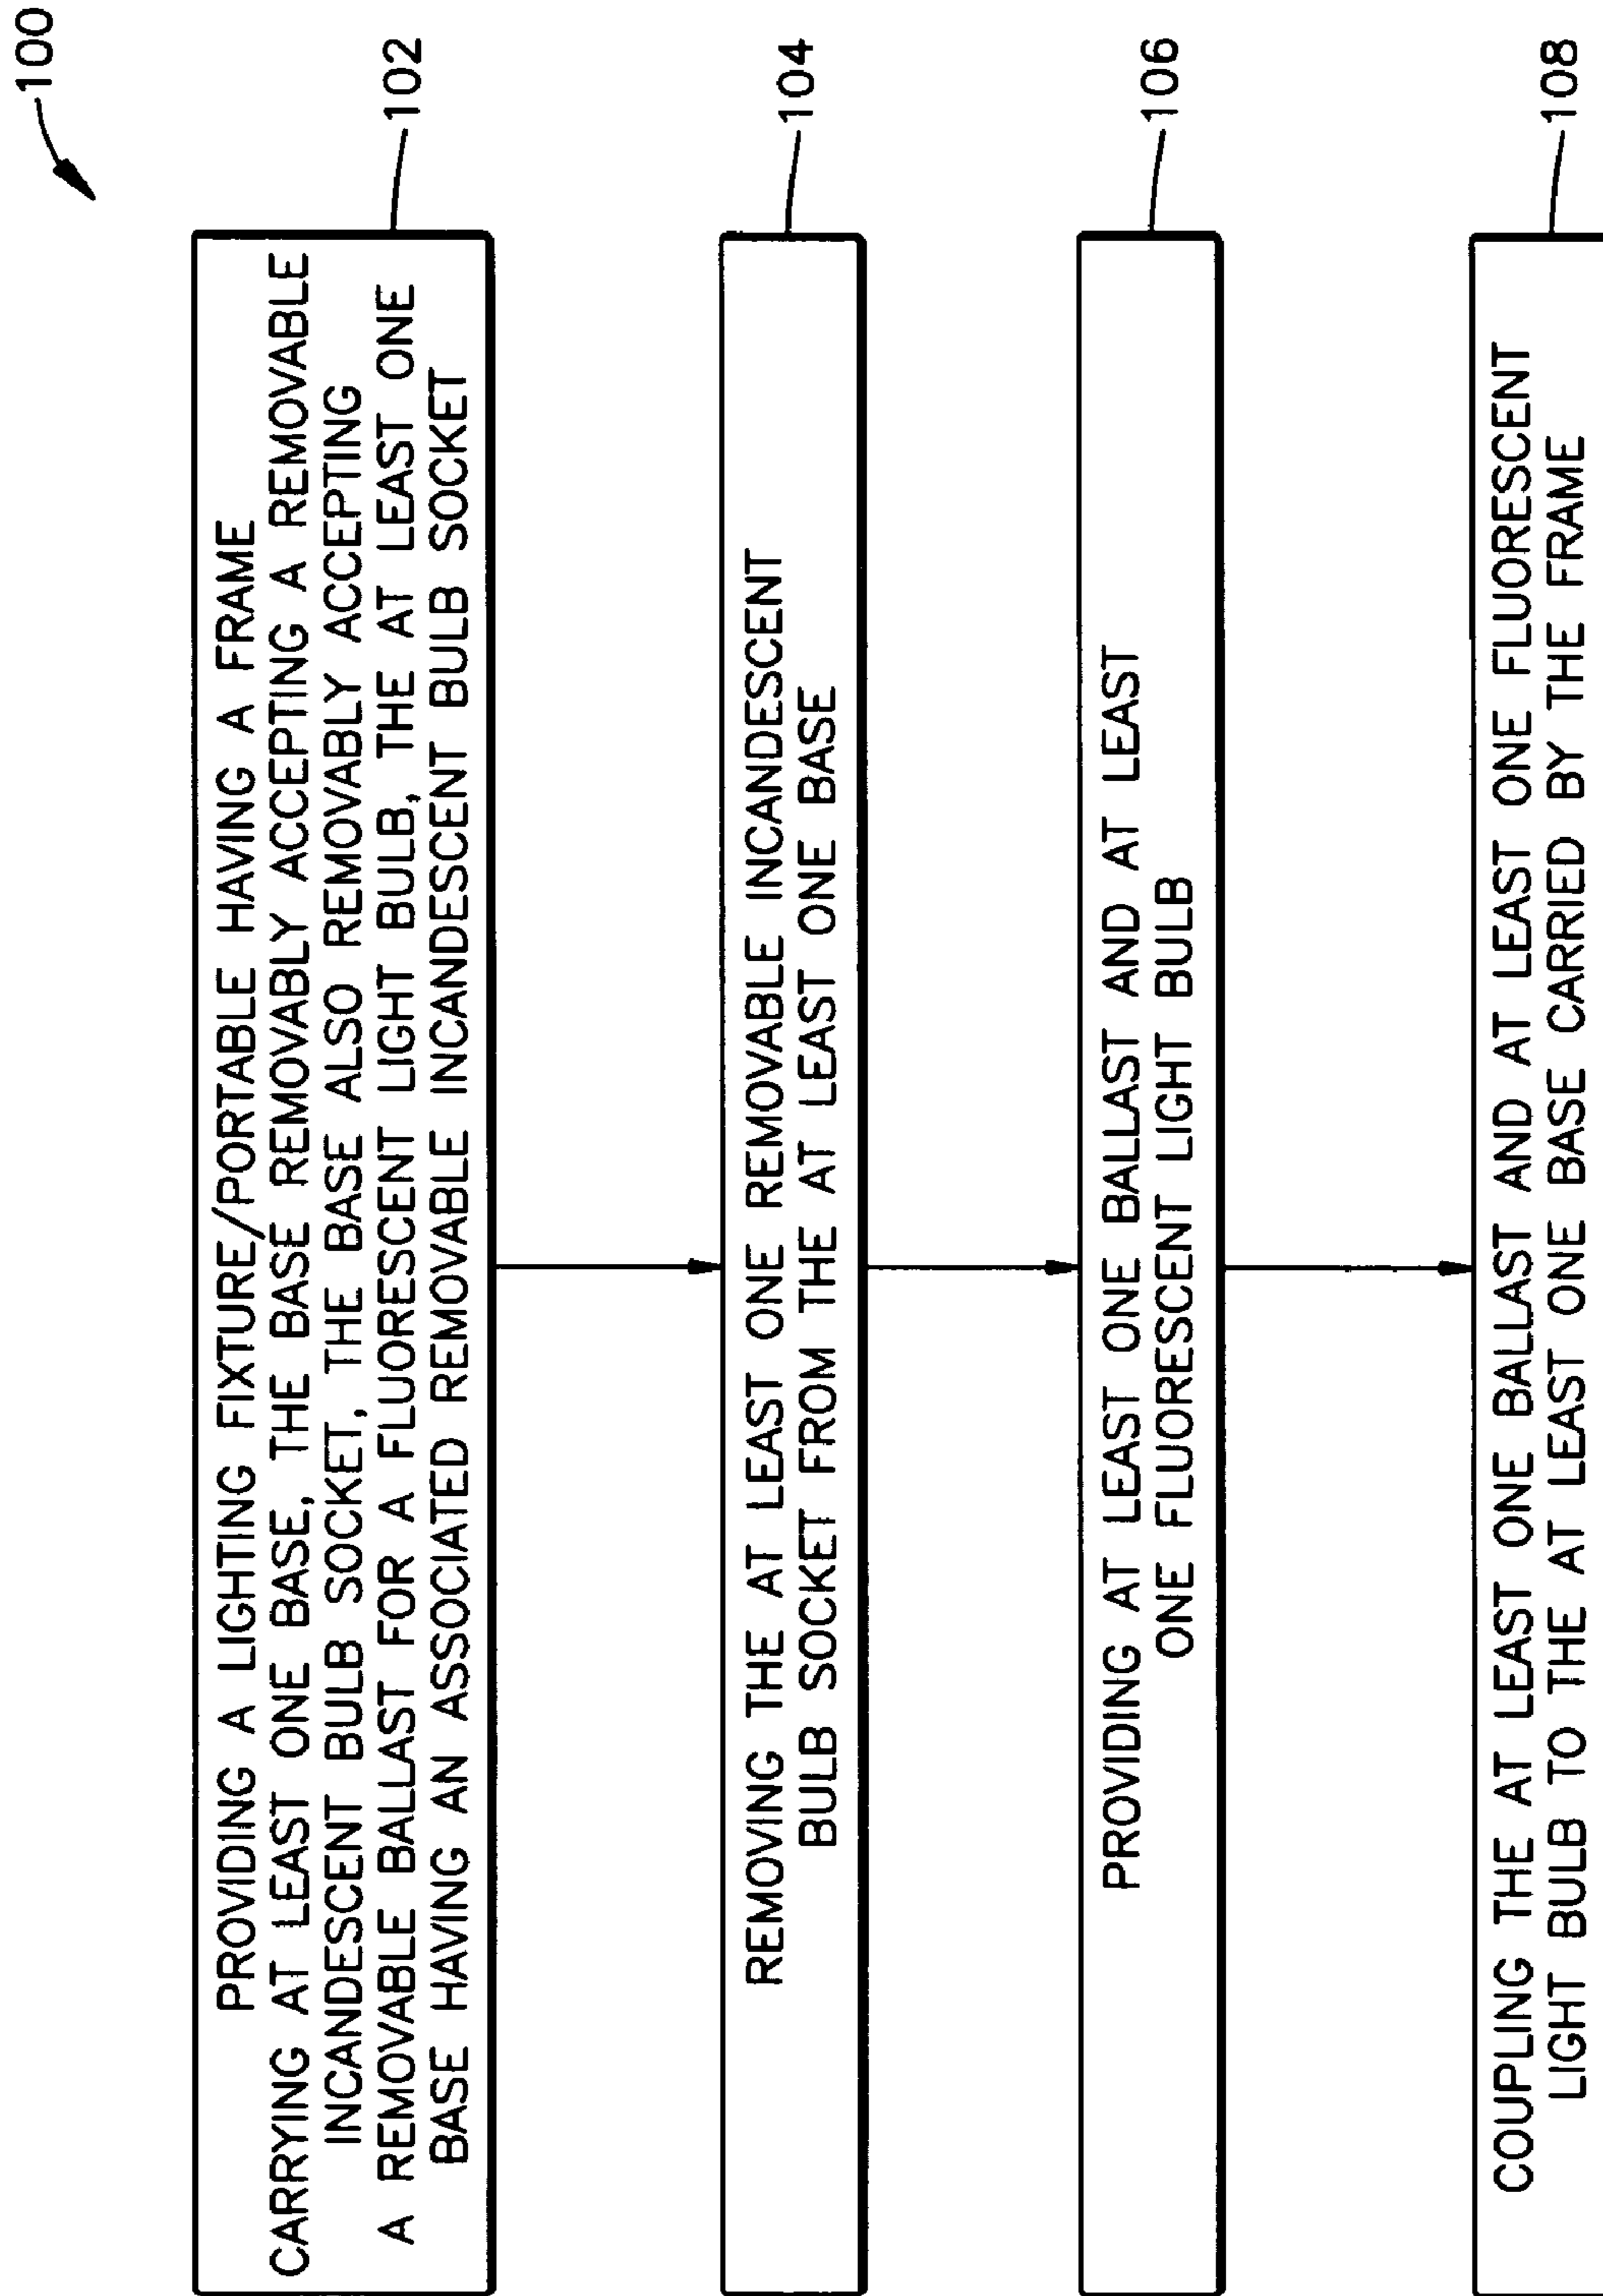 100
PROVIDING A LIGHTING FIXTURE/PORTABLE HAVING A FRAME
CARRYING AT LEAST ONE BASE, THE BASE REMOVABLY ACCEPTING A REMOVABLE
INCANDESCENT BULB SOCKET, THE BASE ALSO REMOVABLY ACCEPTING
A REMOVABLE BALLAST FOR A FLUORESCENT LIGHT BULB, THE AT LEAST ONE
BASE HAVING AN ASSOCIATED REMOVABLE INCANDESCENT BULB SOCKET
102
REMOVING THE AT LEAST ONE REMOVABLE INCANDESCENT
BULB SOCKET FROM THE AT LEAST ONE BASE
104
PROVIDING AT LEAST ONE BALLAST AND AT LEAST
ONE FLUORESCENT LIGHT BULB
106
COUPLING THE AT LEAST ONE BALLAST AND AT LEAST ONE FLUORESCENT
LIGHT BULB TO THE AT LEAST ONE BASE CARRIED BY THE FRAME
108